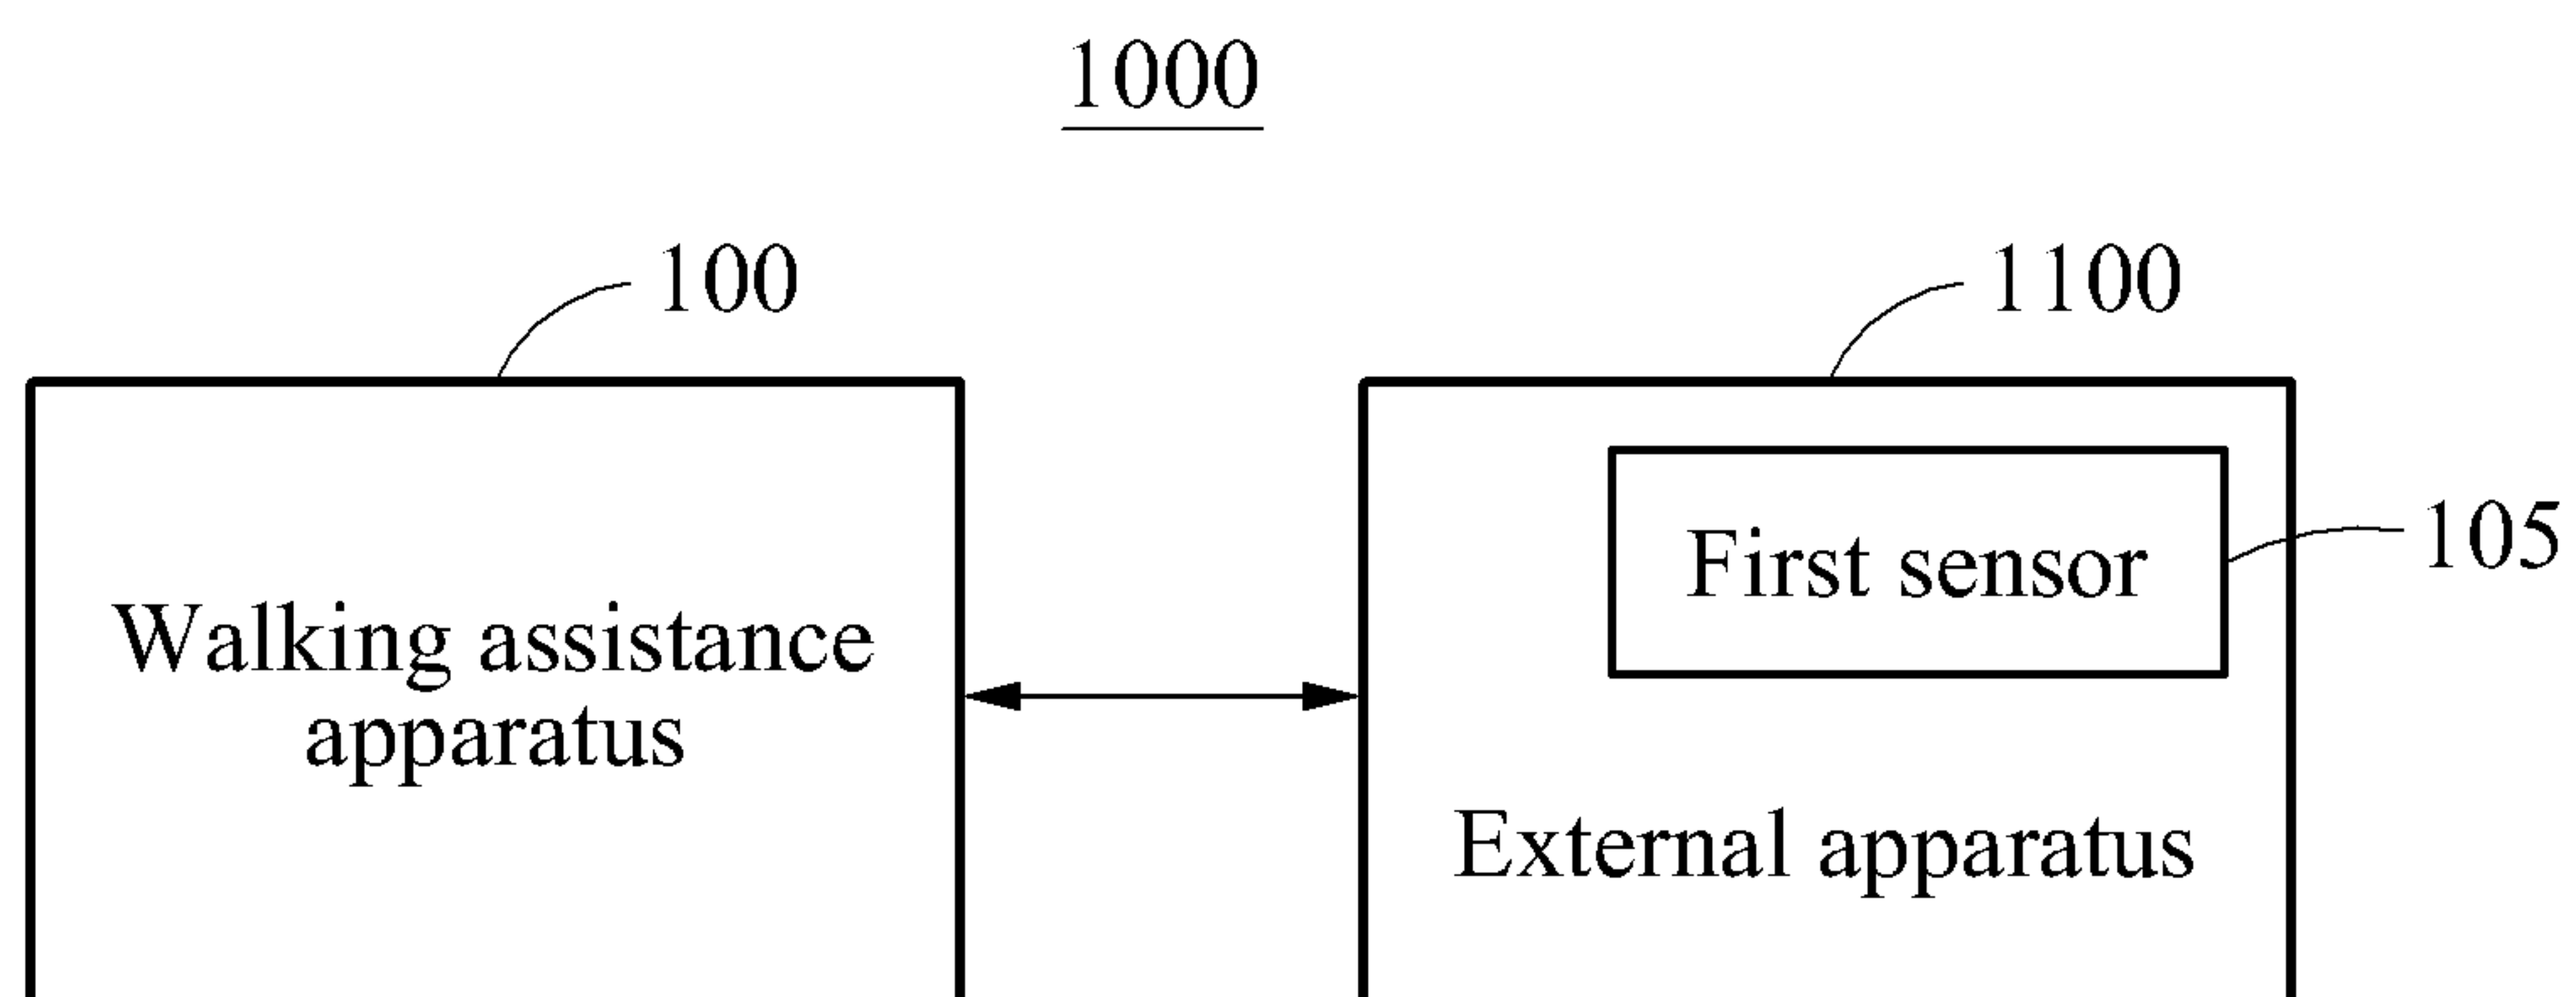 1000
100
1100
First sensor
105
Walking assistance
apparatus
External apparatus